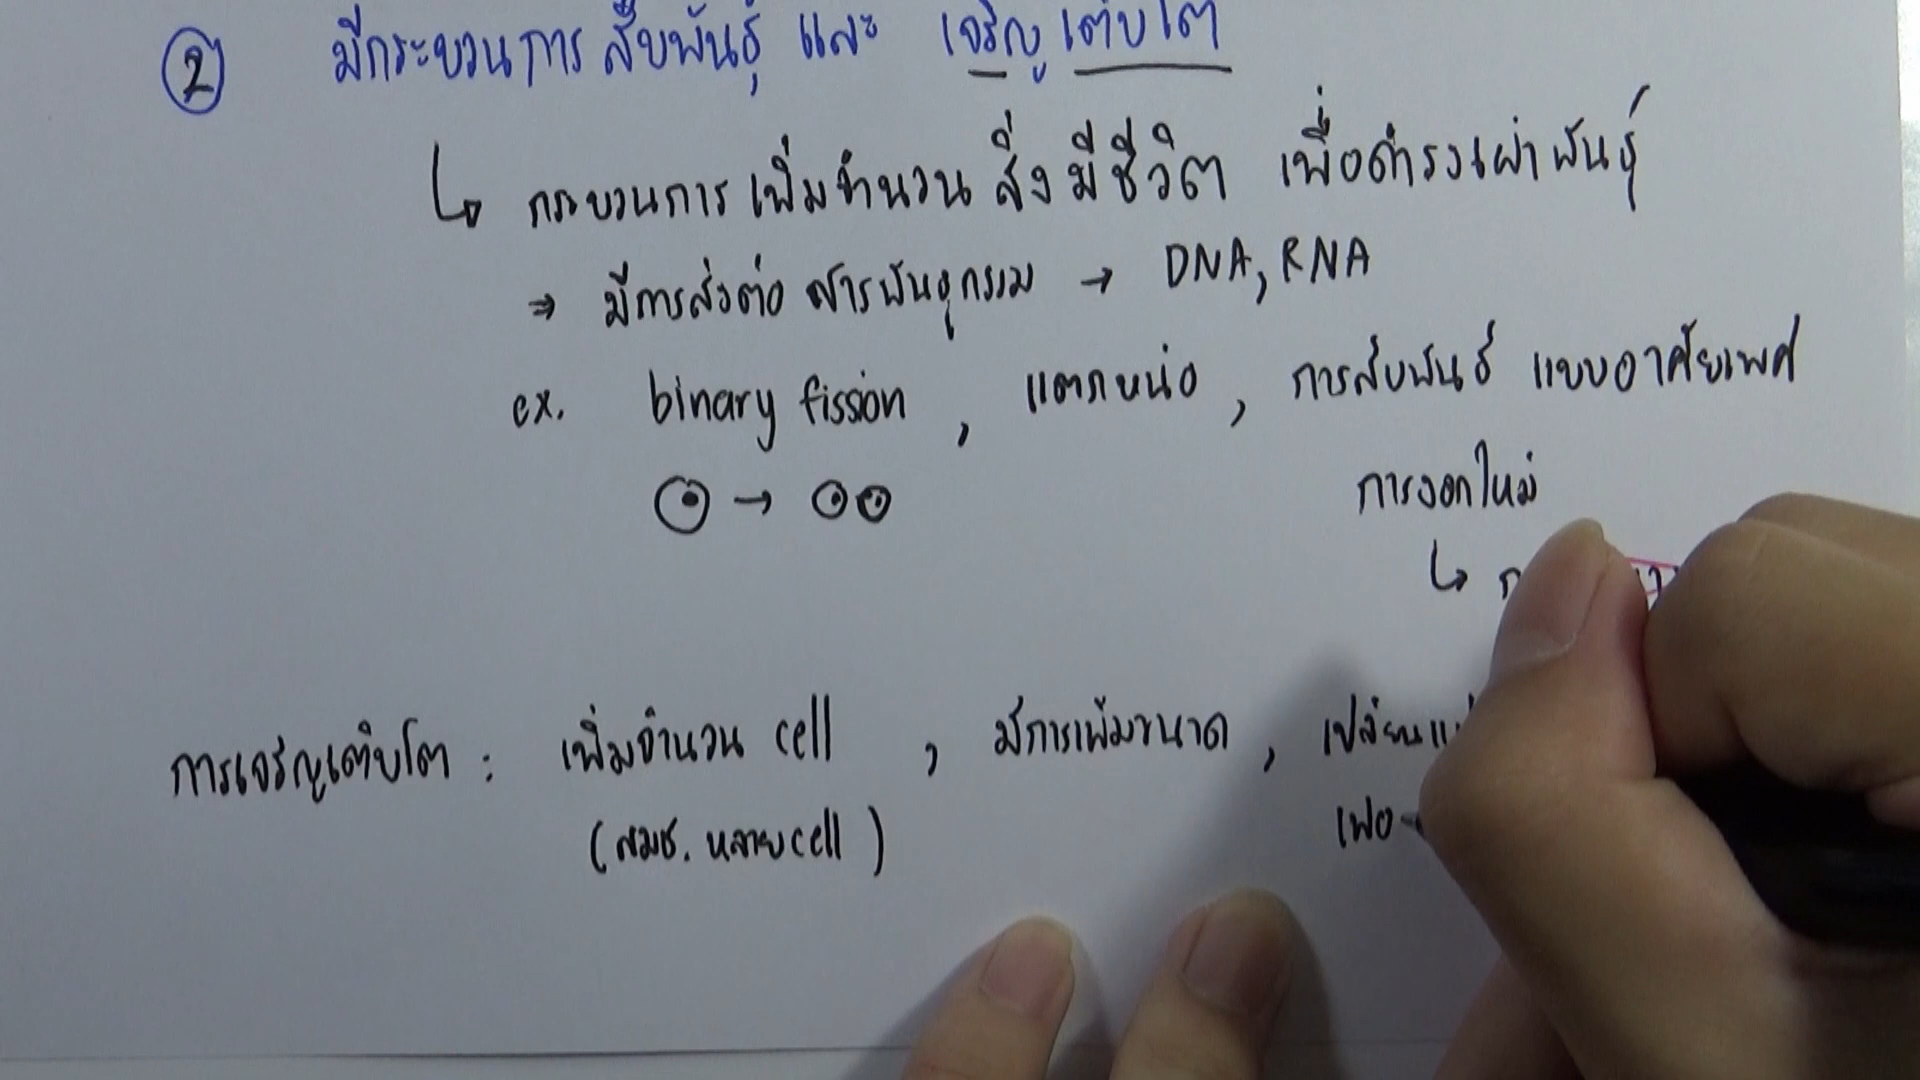 ② มีกระบวนการสืบพันธุ์ และ เจริญเติบโต
↳ กระบวนการเพิ่มจำนวนสิ่งมีชีวิต เพื่อดำรงเผ่าพันธุ์
⇒ มีการส่งต่อสารพันธุกรรม → DNA, RNA
ex. binary fission , แตกหน่อ , การสืบพันธ์ แบบอาศัยเพศ
→
การงอกใหม่
↳
การเจริญเติบโต : เพิ่มจำนวน cell , มีการเพิ่มขนาด ,
(สมช. หลายcell)